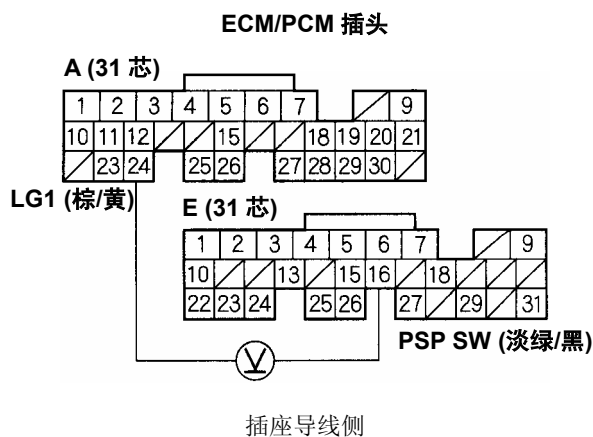 ECM/PCM 插头
A (31 芯)
1 2 3 4 5 6 7 9
10 11 12 15 18 19 20 21
23 24 25 26 27 28 29 30
LG1 (棕/黄)
E (31 芯)
1 2 3 4 5 6 7 9
10 13 15 16 18
22 23 24 25 26 27 29 31
PSP SW (淡绿/黑)
V
插座导线侧